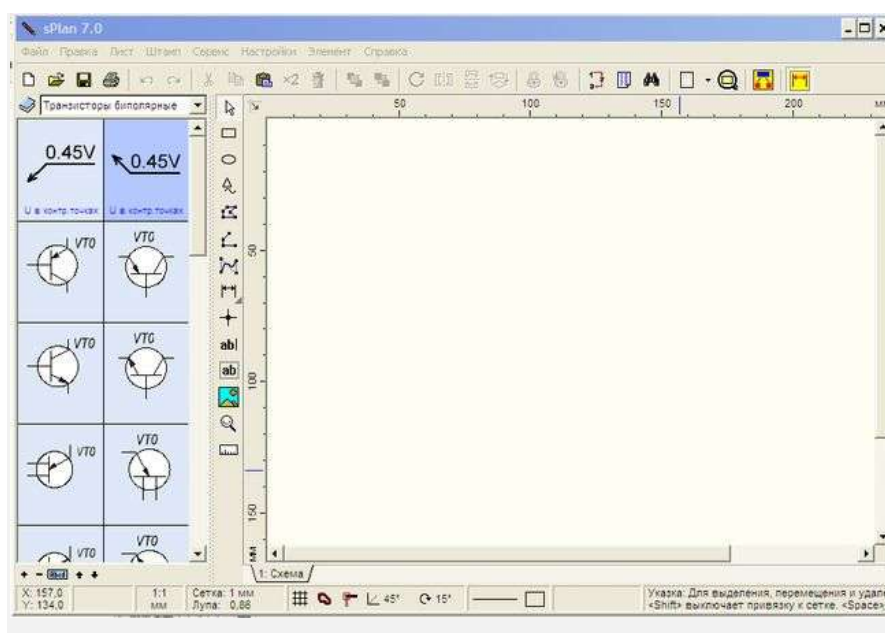 sPlan 7.0
Файл Правка Лист Штамп Сервис Настройки Элемент Справка
×2
Транзисторы биполярные
50 100 150 200
0.45V 0.45V
U в контр.точках U в контр.точках
VT0 VT0
VT0 VT0
VT0 VT0
VT0 VT0
ab|
ab
50
100
150
мм
1: Схема
X: 157,0
Y: 134,0
1:1
мм
Сетка: 1 мм
Лупа: 0,86
45°
15°
Указка: Для выделения, перемещения и удал
<Shift> выключает привязку к сетке. <Space>